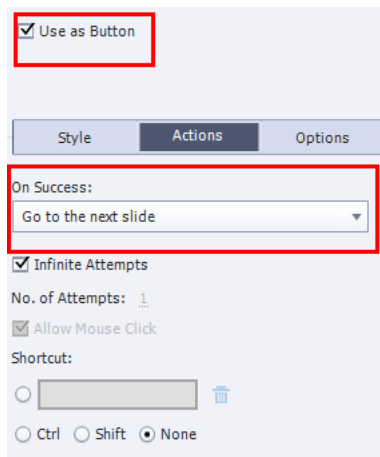 Use as Button
Style Actions Options
On Success:
Go to the next slide
Infinite Attempts
No. of Attempts: 1
Allow Mouse Click
Shortcut:
Ctrl Shift None